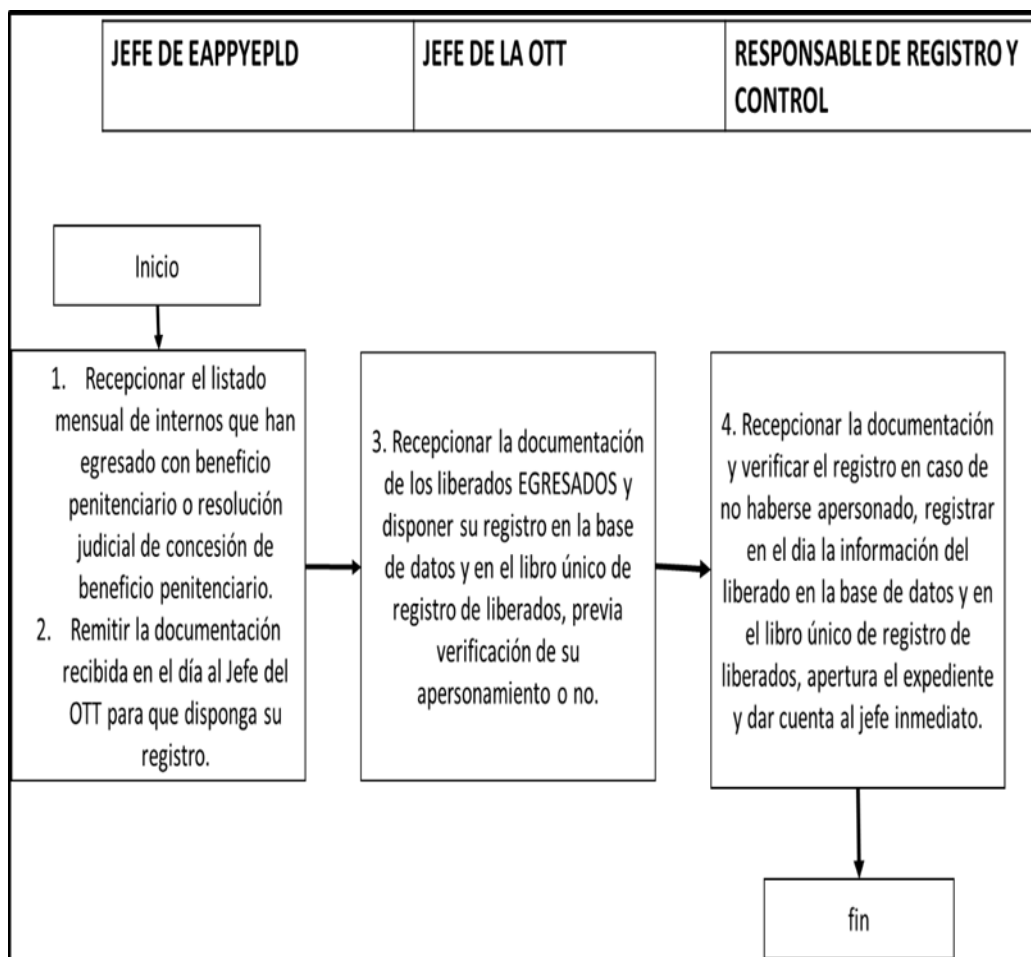 JEFE DE EAPPYEPLD
JEFE DE LA OTT
RESPONSABLE DE REGISTRO Y
CONTROL
Inicio
1. Recepcionar el listado
mensual de internos que han
egresado con beneficio
penitenciario o resolución
judicial de concesión de
beneficio penitenciario.
2. Remitir la documentación
recibida en el día al Jefe del
OTT para que disponga su
registro.
3. Recepcionar la documentación
de los liberados EGRESADOS y
disponer su registro en la base
de datos y en el libro único de
registro de liberados, previa
verificación de su
apersonamiento o no.
4. Recepcionar la documentación
y verificar el registro en caso de
no haberse apersonado, registrar
en el dia la información del
liberado en la base de datos y en
el libro único de registro de
liberados, apertura el expediente
y dar cuenta al jefe inmediato.
fin